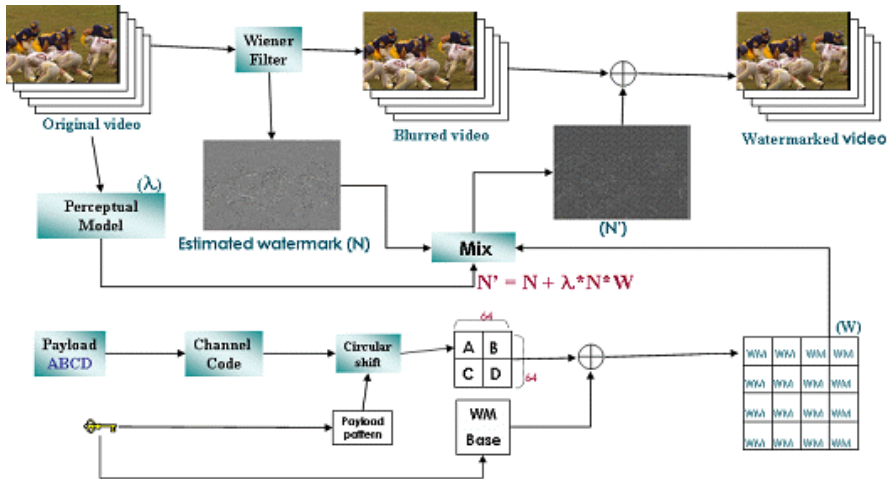 Wiener
Filter
Original video
Blurred video
Watermarked video
(λ)
Perceptual
Model
Estimated watermark (N)
Mix
(N')
N' = N + λ*N*W
Payload
ABCD
Channel
Code
Circular
shift
64
A B
C D
64
(W)
WM WM WM WM
WM WM WM WM
WM WM WM WM
WM WM WM WM
Payload
pattern
WM
Base